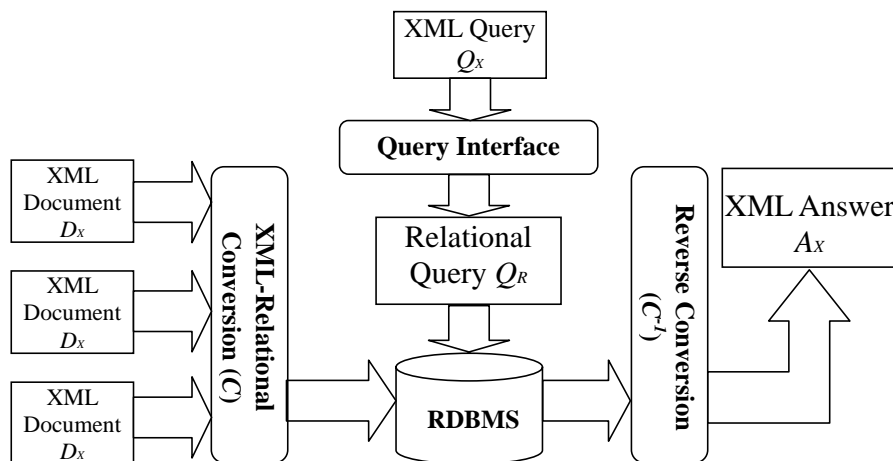 XML Query
Qx
Query Interface
Relational
Query QR
RDBMS
XML
Document
Dx
XML
Document
Dx
XML
Document
Dx
XML-Relational
Conversion (C)
Reverse Conversion
(C-1)
XML Answer
Ax